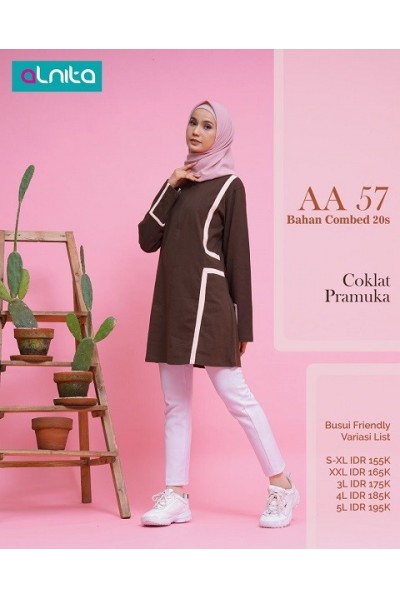 alnita
AA 57
Bahan Combed 20s
Coklat
Pramuka
Busui Friendly
Variasi List
S-XL IDR 155K
XXL IDR 165K
3L IDR 175K
4L IDR 185K
5L IDR 195K